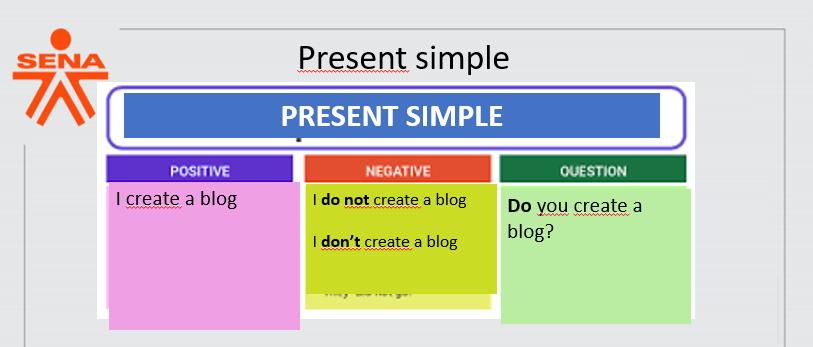 SENA
Present simple
PRESENT SIMPLE
POSITIVE
NEGATIVE
QUESTION
I create a blog
I do not create a blog
I don't create a blog
Do you create a
blog?